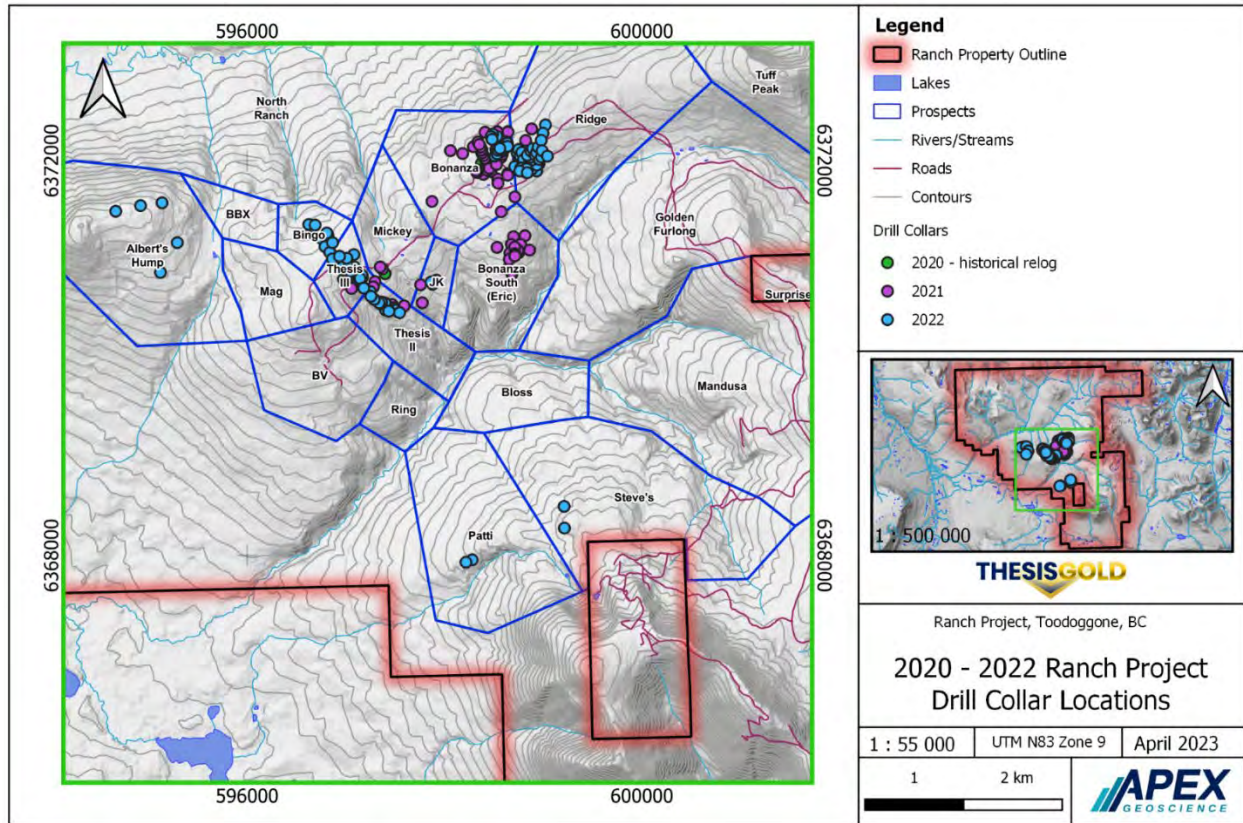 596000
600000
Tuff
Peak
North
Ranch
Ridge
6372000
6372000
Bonanza
BBX
Bingo
Mickey
Golden
Furlong
Albert's
Hump
Thesis
III
JK
Bonanza
South
(Eric)
Mag
Surprise
Thesis
II
BV
Bloss
Mandusa
Ring
Steve's
Patti
6368000
6368000
596000
600000
Legend
Ranch Property Outline
Lakes
Prospects
Rivers/Streams
Roads
Contours
Drill Collars
2020 - historical relog
2021
2022
1 : 500 000
THESISGOLD
Ranch Project, Toodoggone, BC
2020 - 2022 Ranch Project
Drill Collar Locations
1 : 55 000
UTM N83 Zone 9
April 2023
1
2 km
APEX
GEOSCIENCE